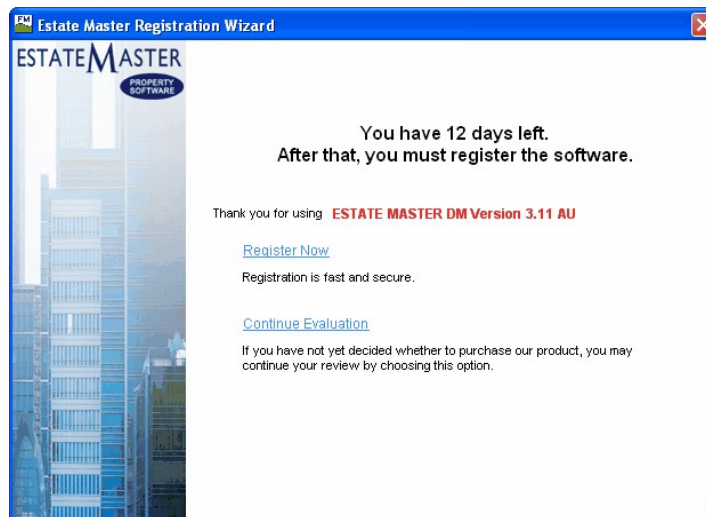 EM Estate Master Registration Wizard
ESTATE MASTER
PROPERTY
SOFTWARE
You have 12 days left.
After that, you must register the software.
Thank you for using ESTATE MASTER DM Version 3.11 AU
Register Now
Registration is fast and secure.
Continue Evaluation
If you have not yet decided whether to purchase our product, you may
continue your review by choosing this option.